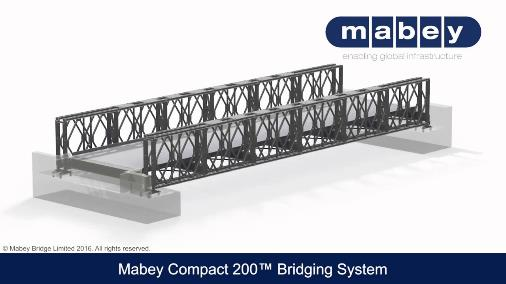 mabey
enabling global infrastructure
© Mabey Bridge Limited 2016. All rights reserved.
Mabey Compact 200™ Bridging System